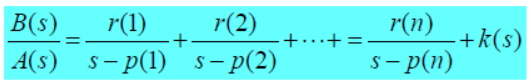 B(s)/A(s) = r(1)/(s − p(1)) + r(2)/(s − p(2)) + ⋯ + = r(n)/(s − p(n)) + k(s)